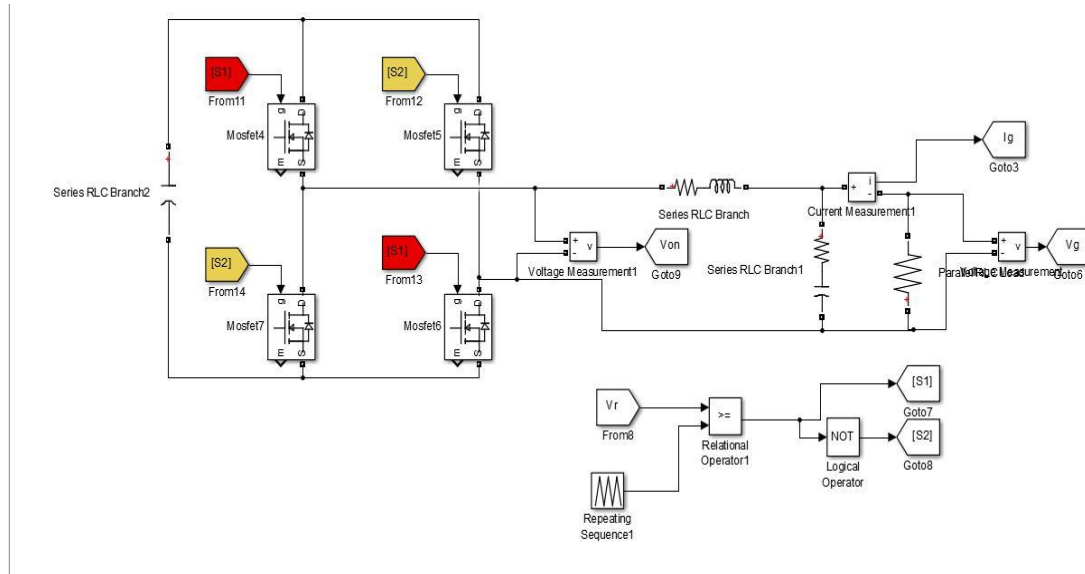 [S1]
From11
[S2]
From12
g
D
Mosfet4
m
S
g
D
Mosfet5
m
S
Ig
Goto3
Series RLC Branch2
+
Series RLC Branch
+
i
-
Current Measurement1
[S2]
From14
[S1]
From13
+
-
v
Voltage Measurement1
Von
Goto9
Series RLC Branch1
+
-
v
Voltage Measurement
Vg
Goto6
g
D
Mosfet7
m
S
g
D
Mosfet6
m
S
Vr
From8
>=
Relational
Operator1
NOT
Logical
Operator
[S1]
Goto7
[S2]
Goto8
Repeating
Sequence1